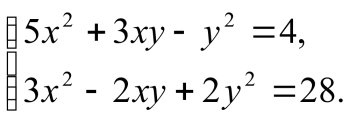 5x² + 3xy - y² = 4,
3x² - 2xy + 2y² = 28.